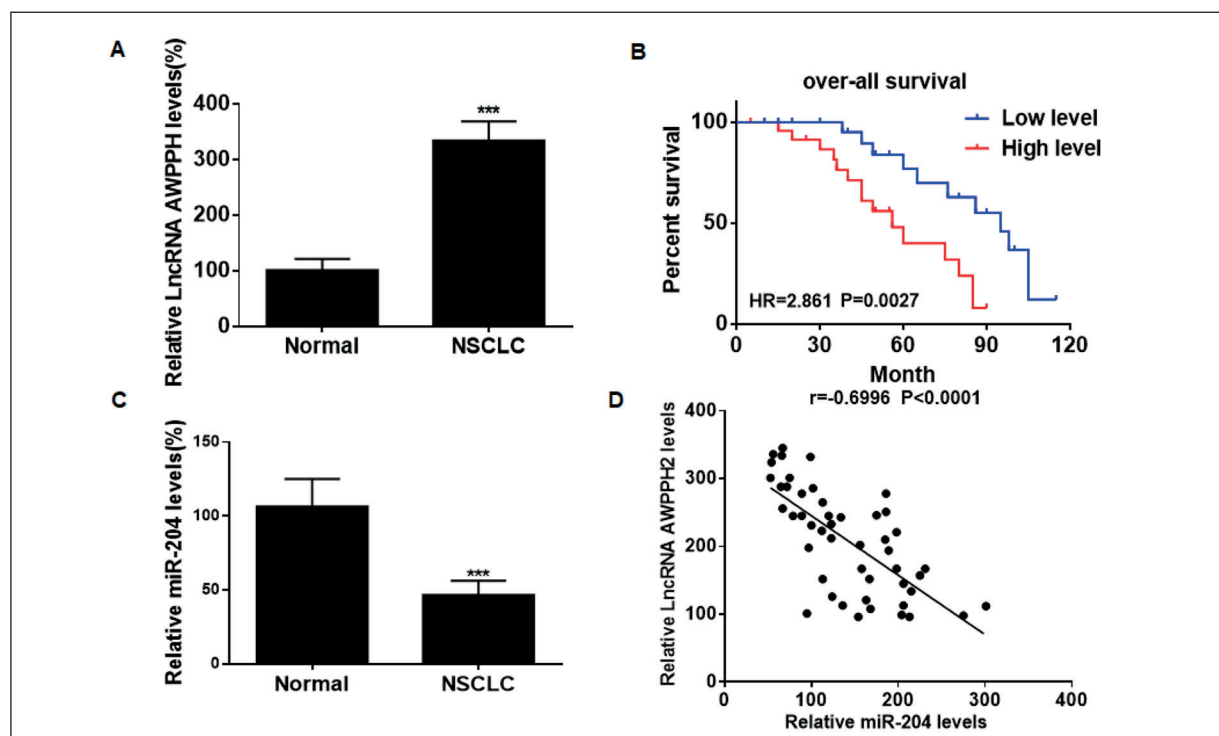 A
Relative LncRNA AWPPH levels(%)
400
300
200
100
0
***
Normal
NSCLC
B
over-all survival
Percent survival
100
50
0
Low level
High level
HR=2.861 P=0.0027
0
30
60
90
120
Month
C
Relative miR-204 levels(%)
150
100
50
0
***
Normal
NSCLC
D
r=-0.6996 P<0.0001
Relative LncRNA AWPPH2 levels
400
300
200
100
0
0
100
200
300
400
Relative miR-204 levels